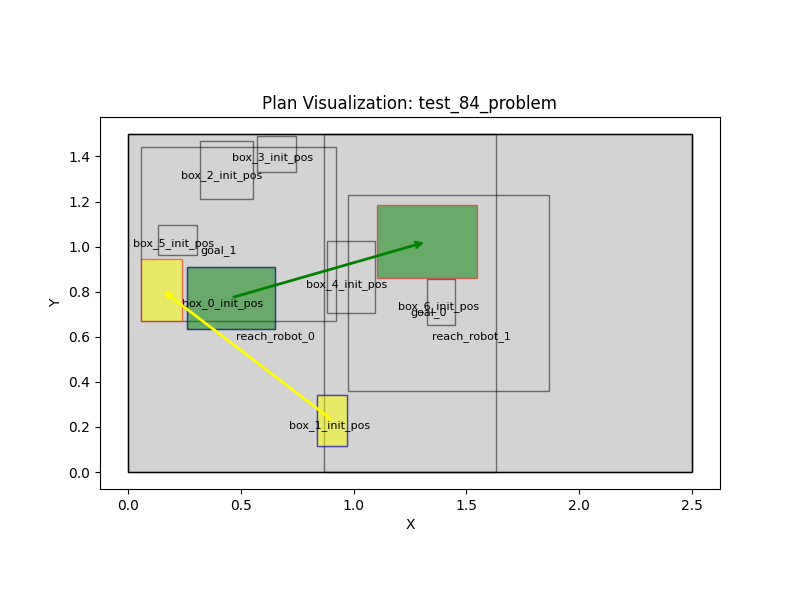 Plan Visualization: test_84_problem
box_3_init_pos
box_2_init_pos
box_5_init_pos
goal_1
box_4_init_pos
box_0_init_pos
box_6_init_pos
goal_0
reach_robot_0
reach_robot_1
box_1_init_pos
1.4
1.2
1.0
0.8
0.6
0.4
0.2
0.0
Y
0.0 0.5 1.0 1.5 2.0 2.5
X